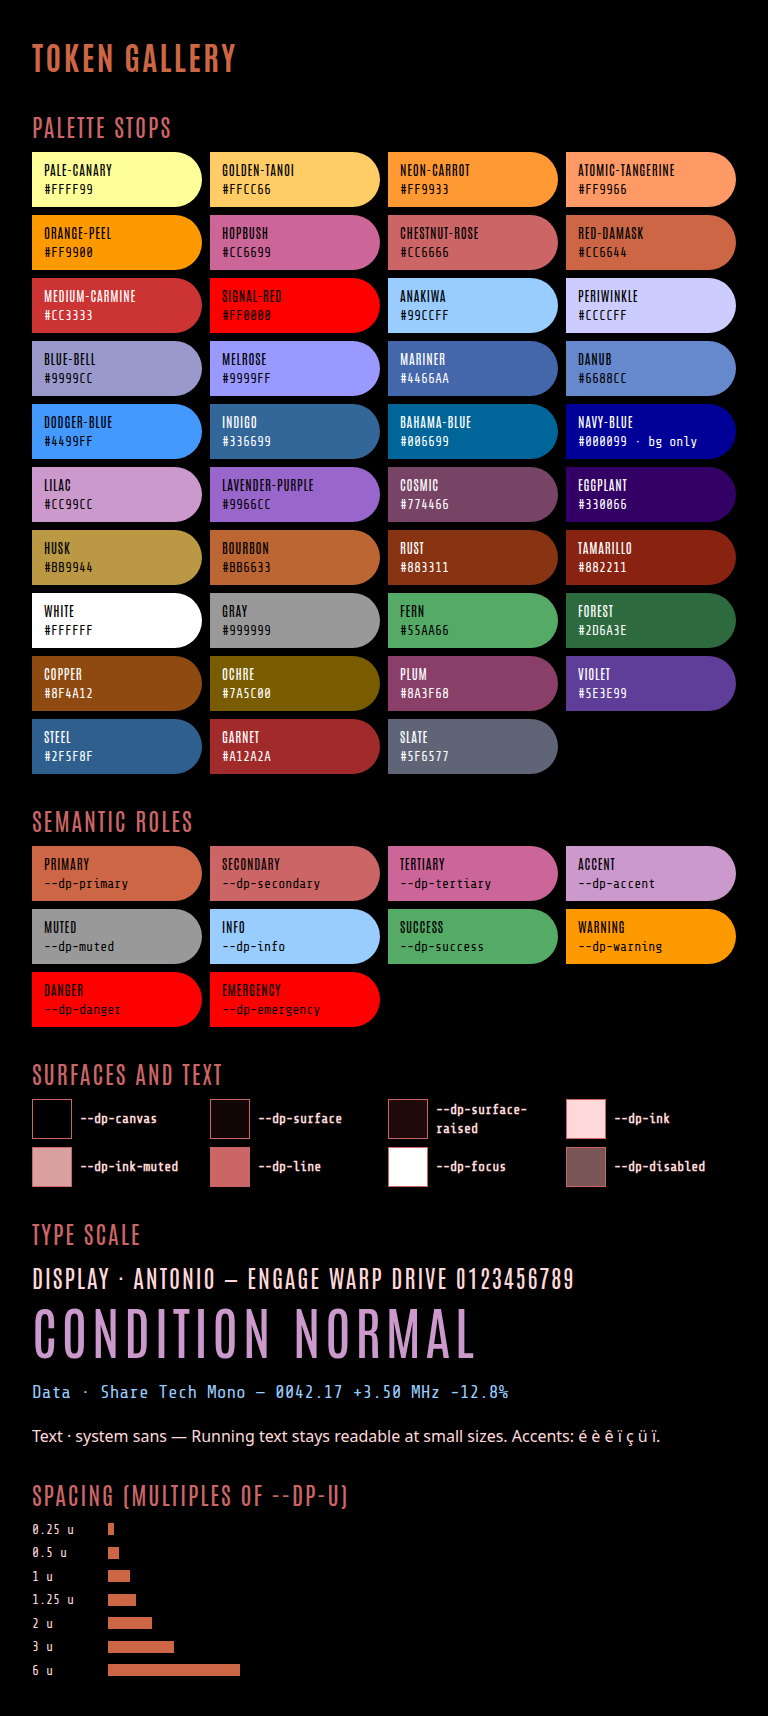 TOKEN GALLERY
PALETTE STOPS
PALE-CANARY
#FFFF99
GOLDEN-TANOI
#FFCC66
NEON-CARROT
#FF9933
ATOMIC-TANGERINE
#FF9966
ORANGE-PEEL
#FF9900
HOPBUSH
#CC6699
CHESTNUT-ROSE
#CC6666
RED-DAMASK
#CC6644
MEDIUM-CARMINE
#CC3333
SIGNAL-RED
#FF0000
ANAKIWA
#99CCFF
PERIWINKLE
#CCCCFF
BLUE-BELL
#9999CC
MELROSE
#9999FF
MARINER
#4466AA
DANUB
#6688CC
DODGER-BLUE
#4499FF
INDIGO
#336699
BAHAMA-BLUE
#006699
NAVY-BLUE
#000099 · bg only
LILAC
#CC99CC
LAVENDER-PURPLE
#9966CC
COSMIC
#774466
EGGPLANT
#330066
HUSK
#BB9944
BOURBON
#BB6633
RUST
#883311
TAMARILLO
#882211
WHITE
#FFFFFF
GRAY
#999999
FERN
#55AA66
FOREST
#2D6A3E
COPPER
#8F4A12
OCHRE
#7A5C00
PLUM
#8A3F68
VIOLET
#5E3E99
STEEL
#2F5F8F
GARNET
#A12A2A
SLATE
#5F6577
SEMANTIC ROLES
PRIMARY
--dp-primary
SECONDARY
--dp-secondary
TERTIARY
--dp-tertiary
ACCENT
--dp-accent
MUTED
--dp-muted
INFO
--dp-info
SUCCESS
--dp-success
WARNING
--dp-warning
DANGER
--dp-danger
EMERGENCY
--dp-emergency
SURFACES AND TEXT
--dp-canvas
--dp-surface
--dp-surface-
raised
--dp-ink
--dp-ink-muted
--dp-line
--dp-focus
--dp-disabled
TYPE SCALE
DISPLAY · ANTONIO — ENGAGE WARP DRIVE 0123456789
CONDITION NORMAL
Data · Share Tech Mono — 0042.17 +3.50 MHz −12.8%
Text · system sans — Running text stays readable at small sizes. Accents: é è ê ï ç ü ï.
SPACING (MULTIPLES OF --DP-U)
0.25 u
0.5 u
1 u
1.25 u
2 u
3 u
6 u